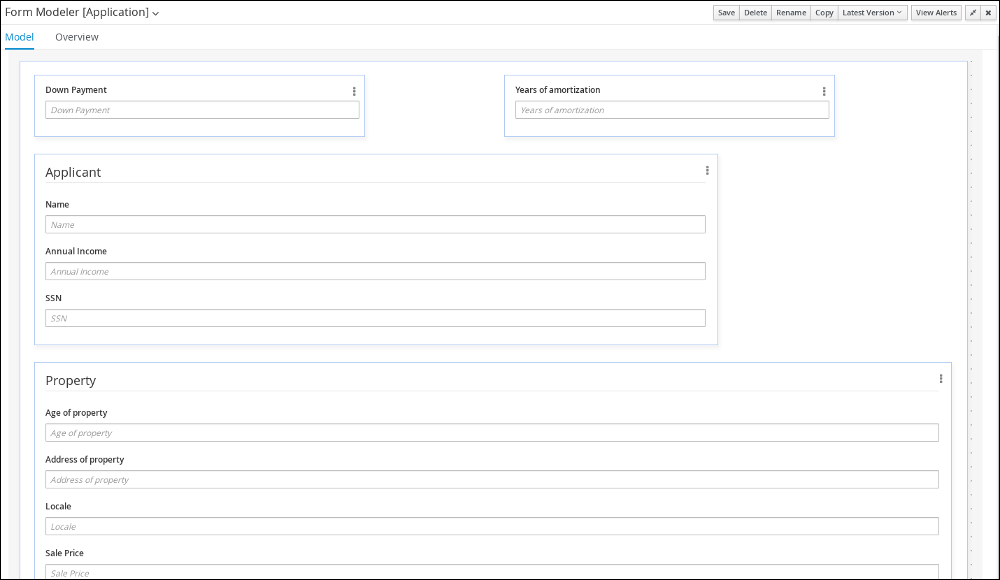 Form Modeler [Application]
Save Delete Rename Copy Latest Version View Alerts
Model Overview
Down Payment Years of amortization
Down Payment Years of amortization
Applicant
Name
Name
Annual Income
Annual Income
SSN
SSN
Property
Age of property
Age of property
Address of property
Address of property
Locale
Locale
Sale Price
Sale Price